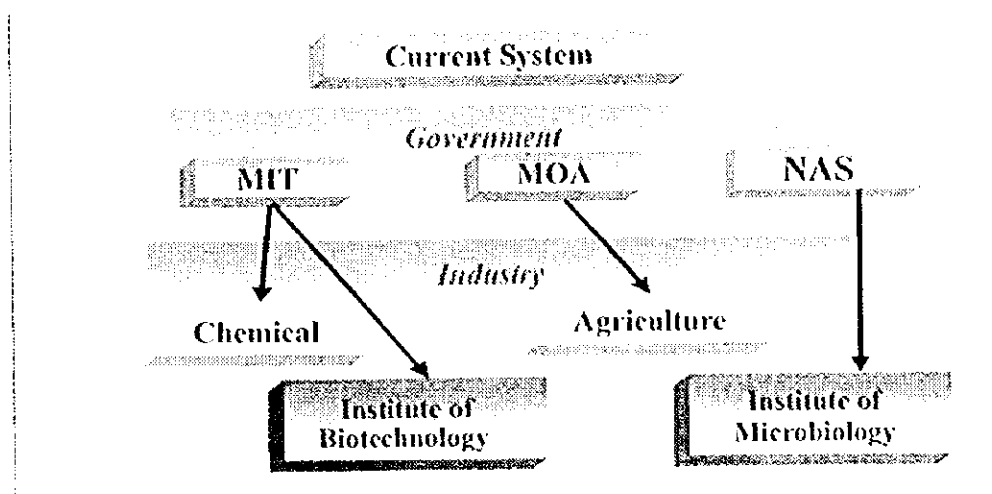 Current System
Government
MIT
MOA
NAS
Industry
Chemical
Agriculture
Institute of
Biotechnology
Institute of
Microbiology